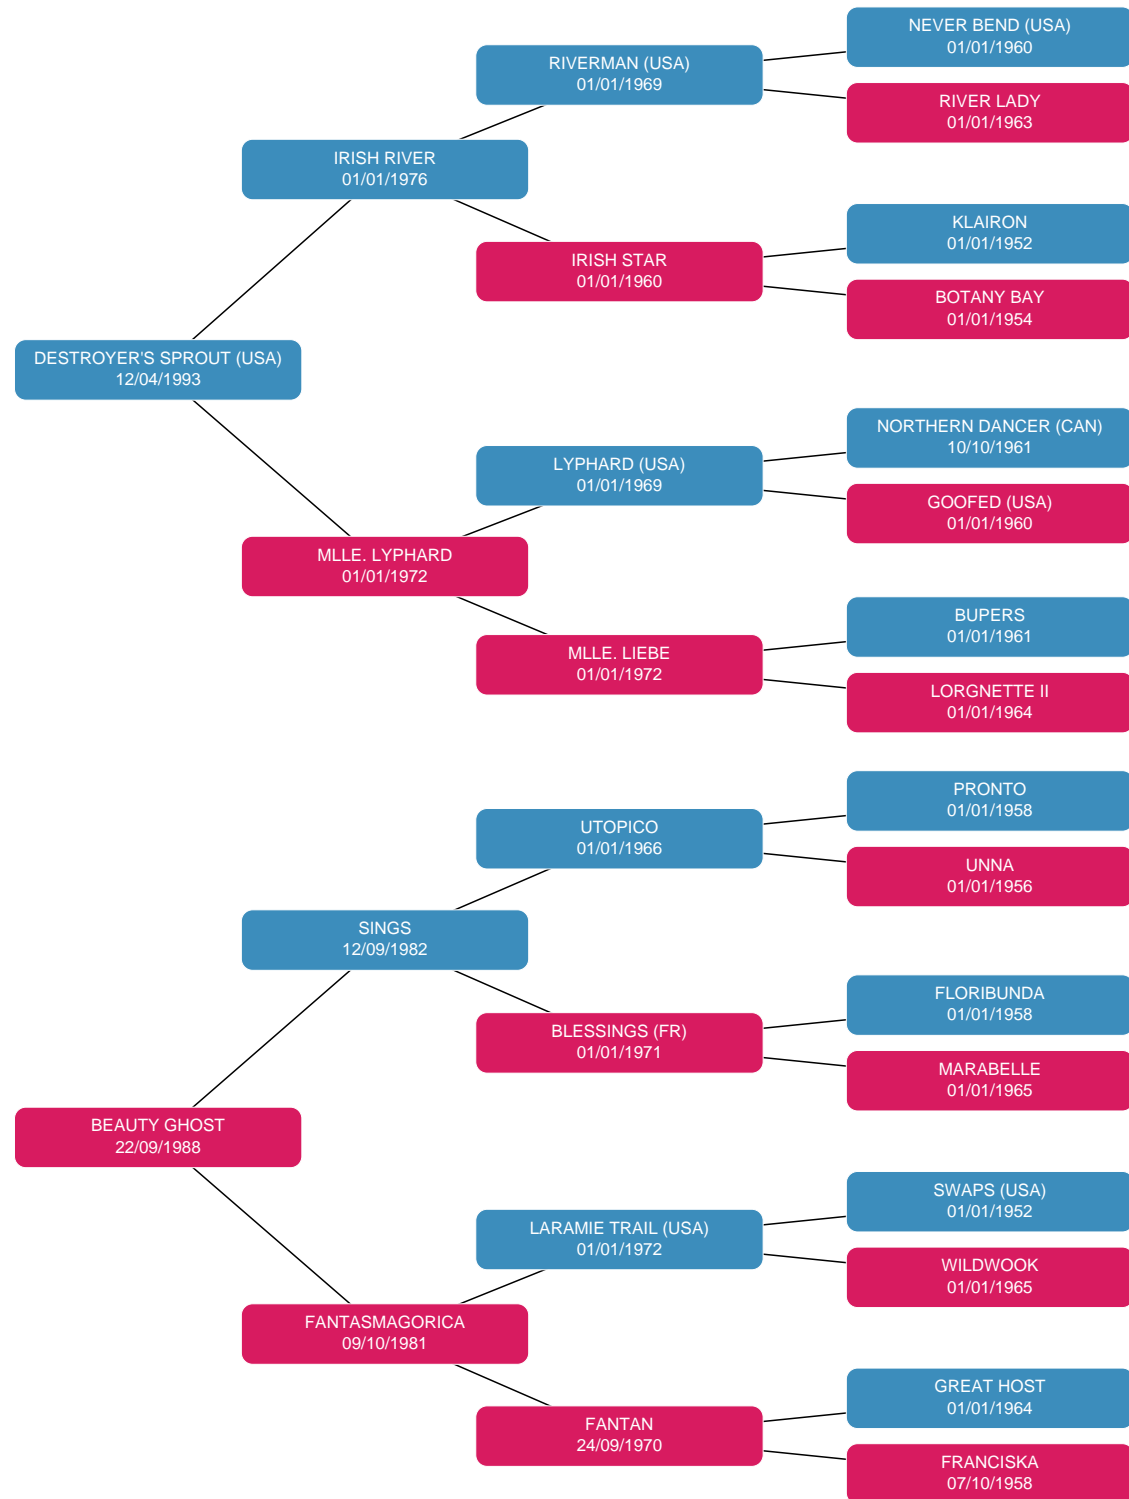 NEVER BEND (USA)
01/01/1960
RIVERMAN (USA)
01/01/1969
RIVER LADY
01/01/1963
IRISH RIVER
01/01/1976
KLAIRON
01/01/1952
IRISH STAR
01/01/1960
BOTANY BAY
01/01/1954
DESTROYER'S SPROUT (USA)
12/04/1993
NORTHERN DANCER (CAN)
10/10/1961
LYPHARD (USA)
01/01/1969
GOOFED (USA)
01/01/1960
MLLE. LYPHARD
01/01/1972
BUPERS
01/01/1961
MLLE. LIEBE
01/01/1972
LORGNETTE II
01/01/1964
PRONTO
01/01/1958
UTOPICO
01/01/1966
UNNA
01/01/1956
SINGS
12/09/1982
FLORIBUNDA
01/01/1958
BLESSINGS (FR)
01/01/1971
MARABELLE
01/01/1965
BEAUTY GHOST
22/09/1988
SWAPS (USA)
01/01/1952
LARAMIE TRAIL (USA)
01/01/1972
WILDWOOK
01/01/1965
FANTASMAGORICA
09/10/1981
GREAT HOST
01/01/1964
FANTAN
24/09/1970
FRANCISKA
07/10/1958